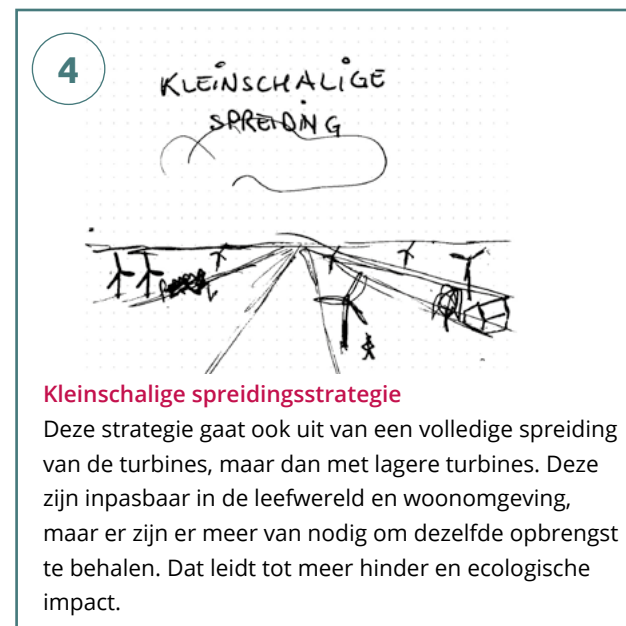 4
KLEINSCHALIGE
SPREIDING
Kleinschalige spreidingsstrategie
Deze strategie gaat ook uit van een volledige spreiding
van de turbines, maar dan met lagere turbines. Deze
zijn inpasbaar in de leefwereld en woonomgeving,
maar er zijn er meer van nodig om dezelfde opbrengst
te behalen. Dat leidt tot meer hinder en ecologische
impact.